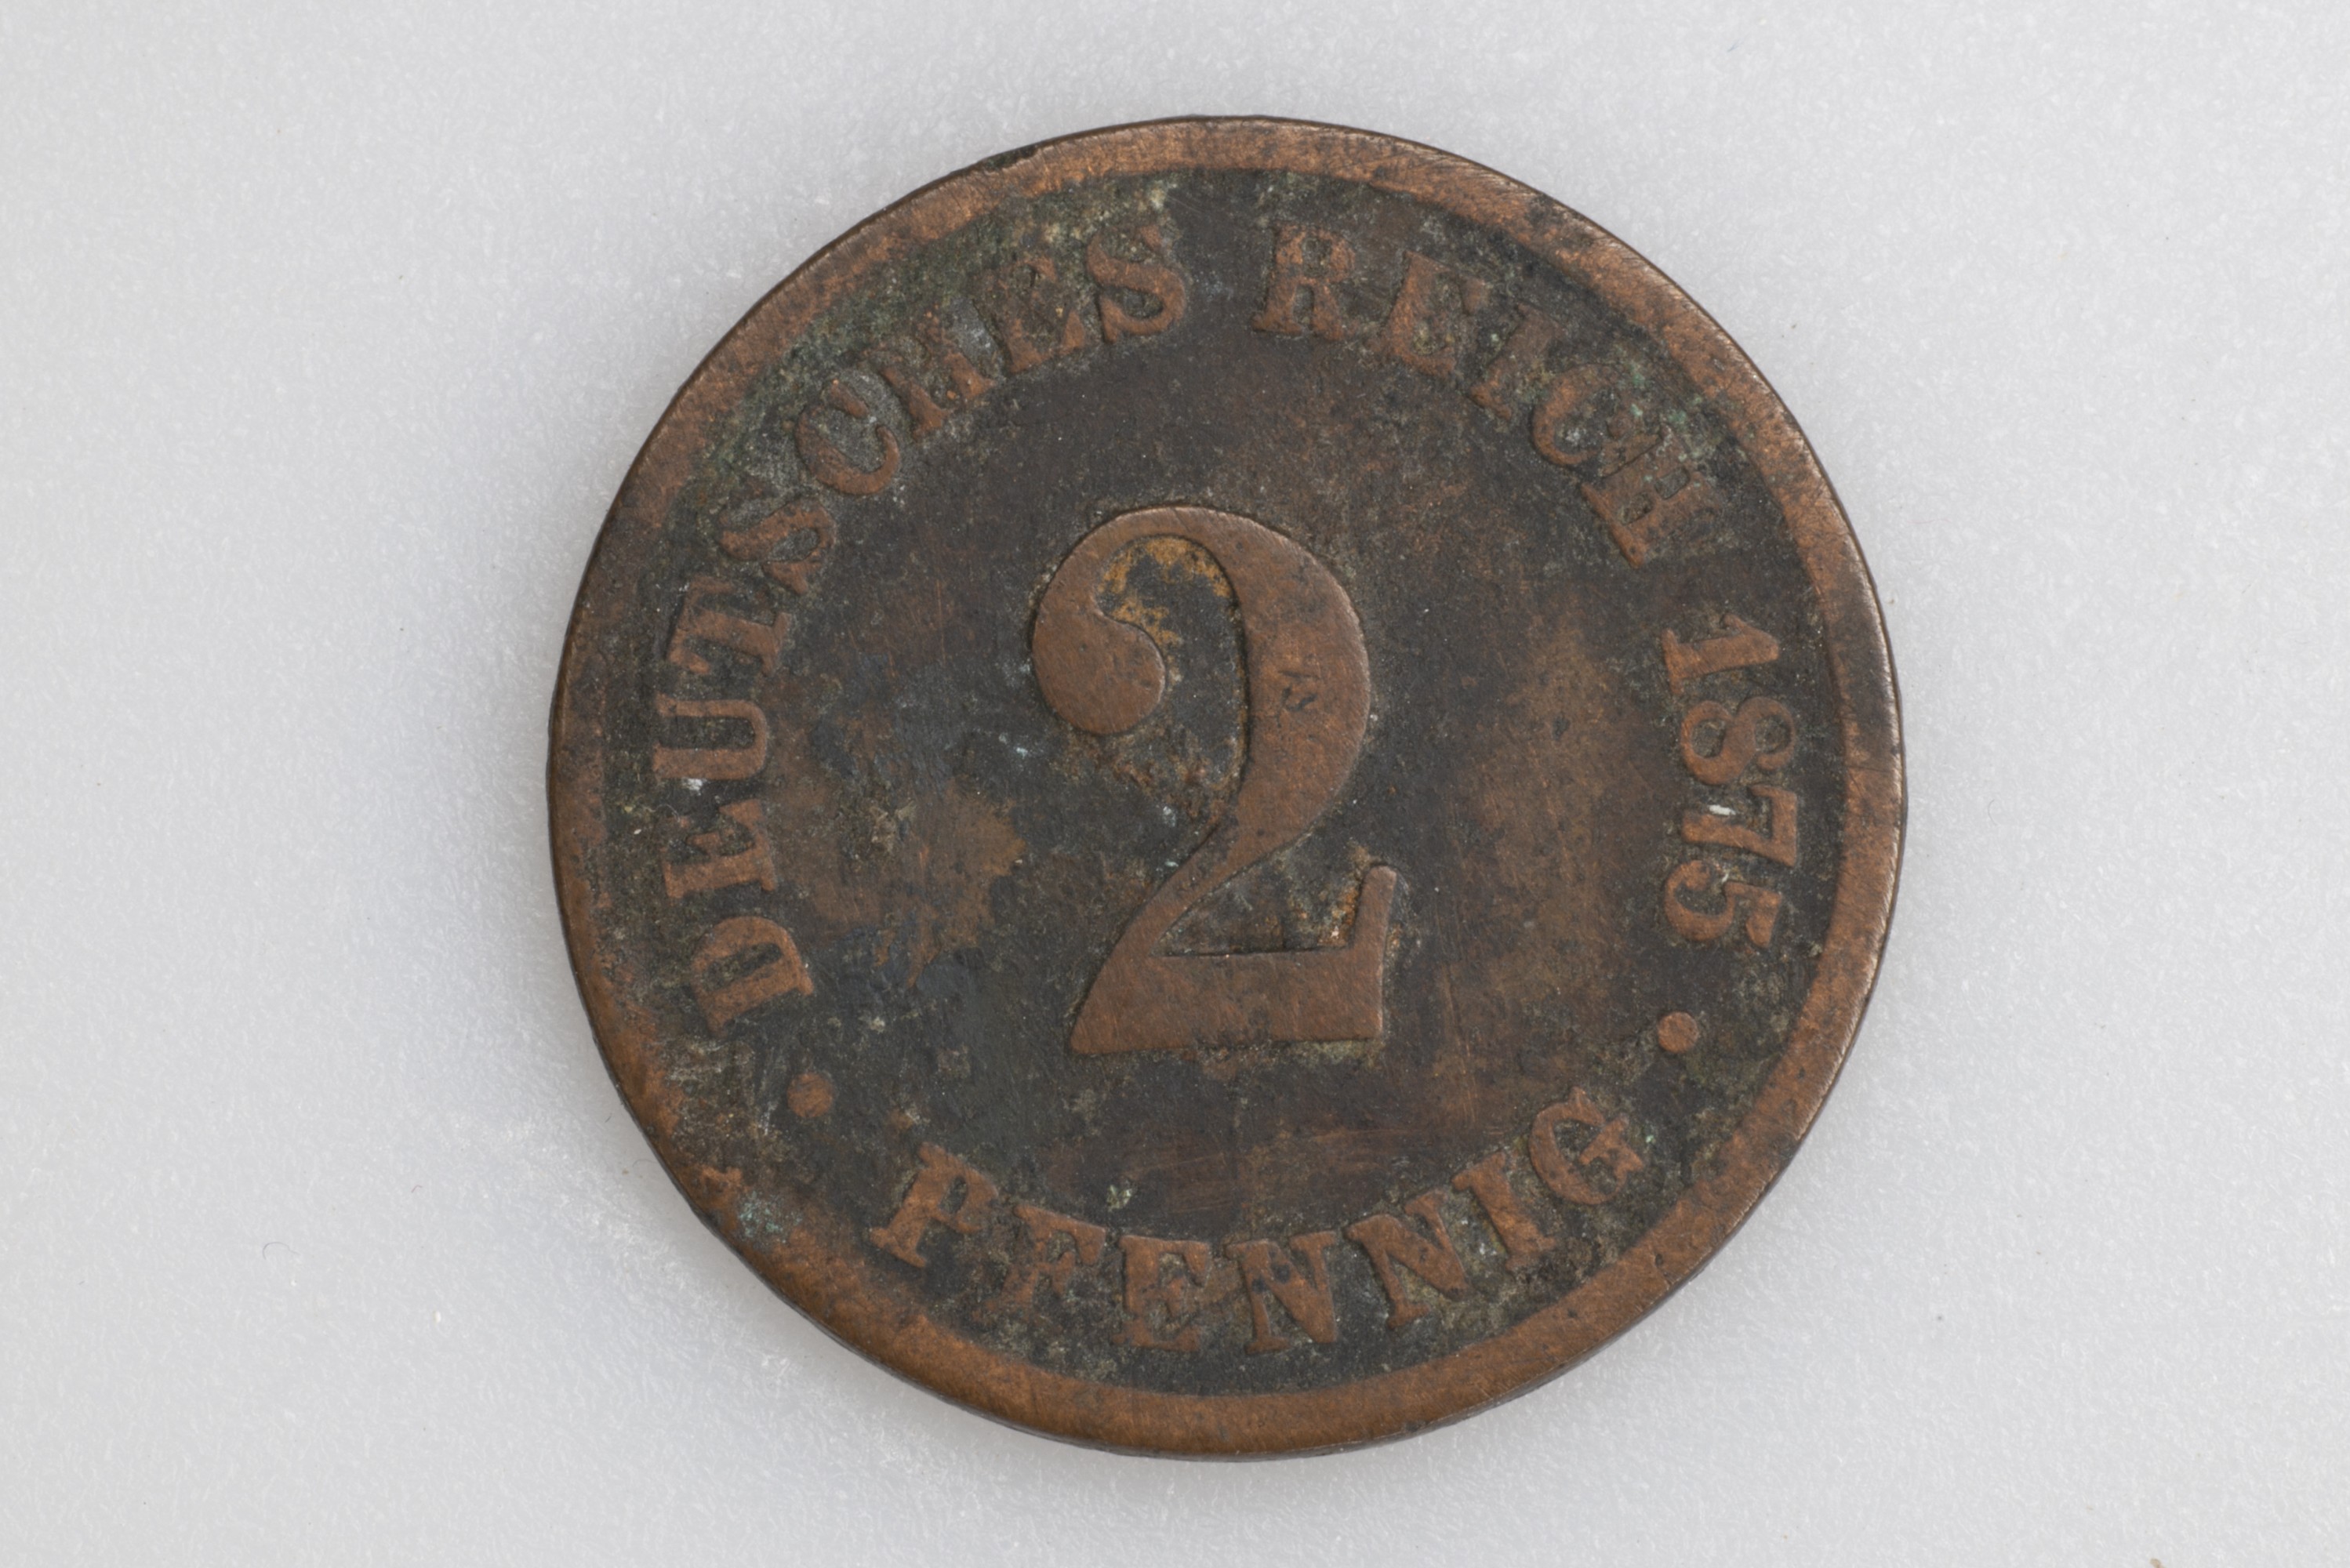 DEUTSCHES REICH 1875
2
• PFENNIG •